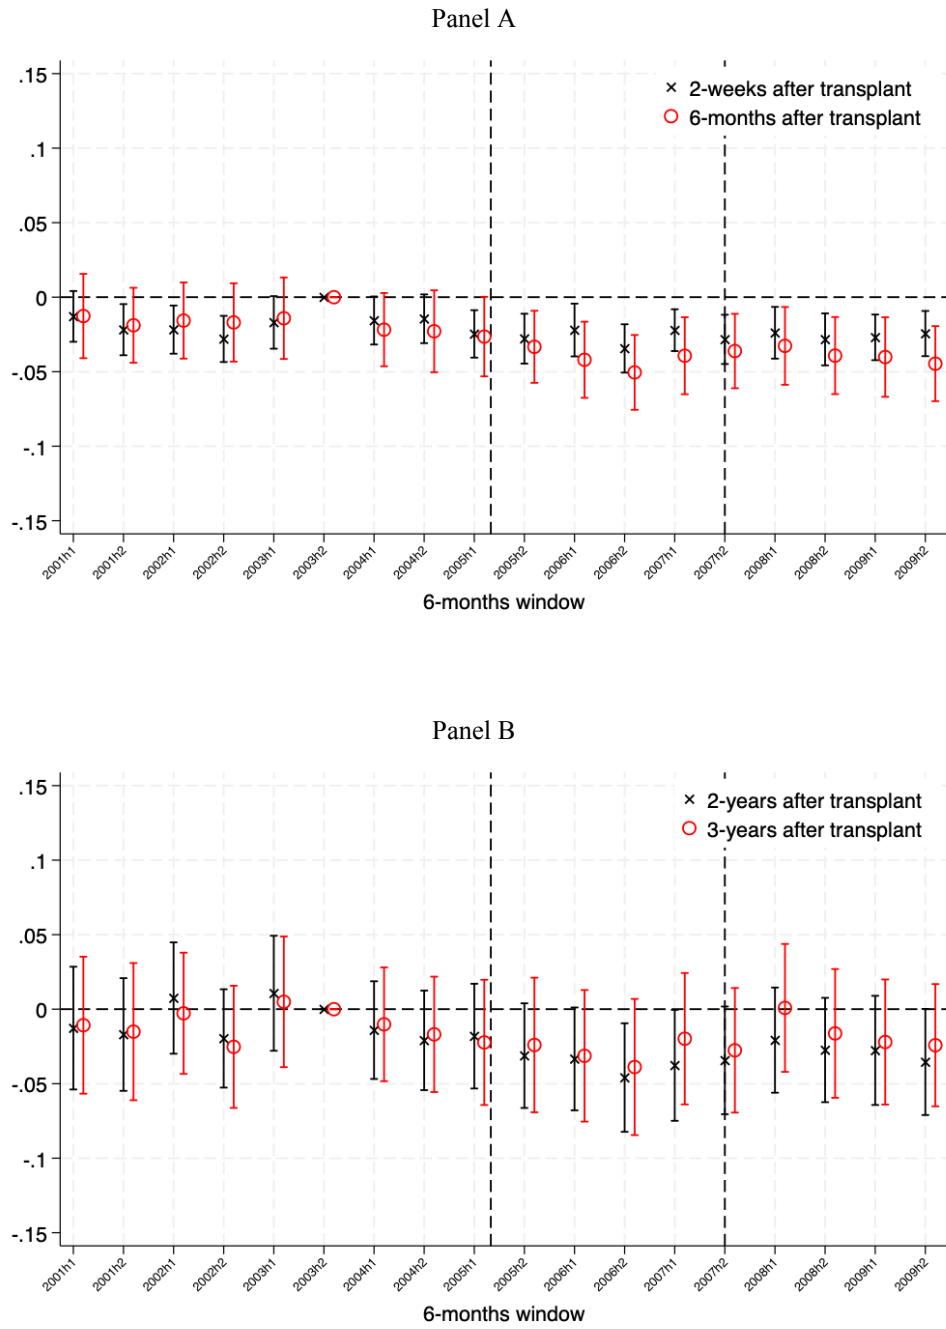 Panel A
.15
.1
.05
0
-.05
-.1
-.15
× 2-weeks after transplant
○ 6-months after transplant
2001h1 2001h2 2002h1 2002h2 2003h1 2003h2 2004h1 2004h2 2005h1 2005h2 2006h1 2006h2 2007h1 2007h2 2008h1 2008h2 2009h1 2009h2
6-months window
Panel B
.15
.1
.05
0
-.05
-.1
-.15
× 2-years after transplant
○ 3-years after transplant
2001h1 2001h2 2002h1 2002h2 2003h1 2003h2 2004h1 2004h2 2005h1 2005h2 2006h1 2006h2 2007h1 2007h2 2008h1 2008h2 2009h1 2009h2
6-months window